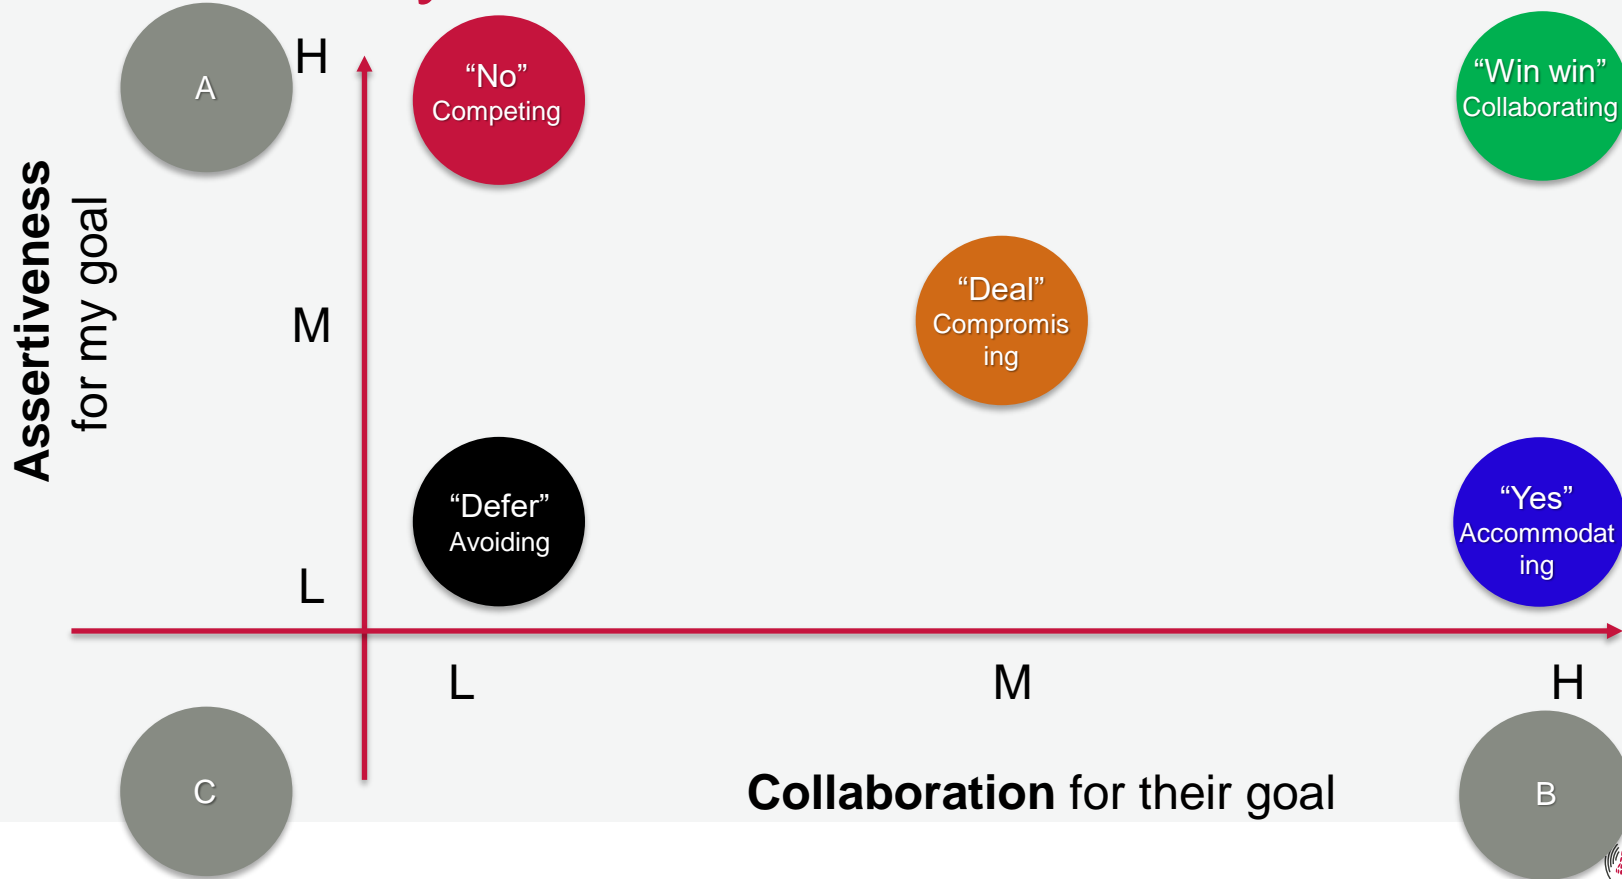 A
H
“No”
Competing
“Win win”
Collaborating
Assertiveness
for my goal
M
“Deal”
Compromis
ing
“Defer”
Avoiding
“Yes”
Accommodat
ing
L
L
M
H
C
Collaboration for their goal
B